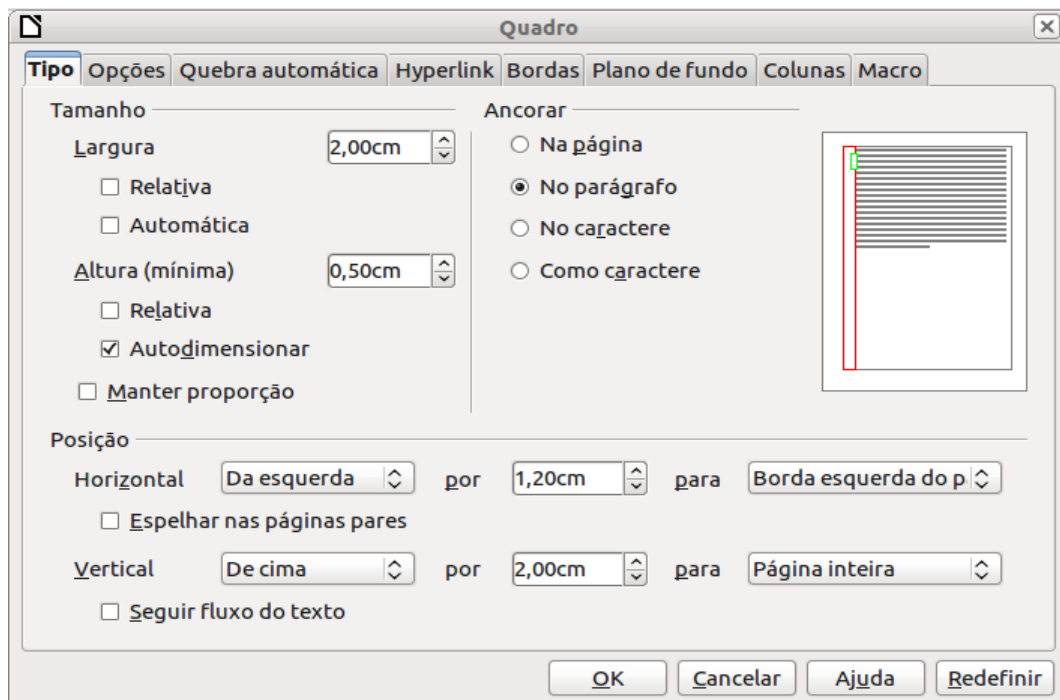 Quadro
Tipo Opções Quebra automática Hyperlink Bordas Plano de fundo Colunas Macro
Tamanho
Largura 2,00cm
Relativa
Automática
Altura (mínima) 0,50cm
Relativa
Autodimensionar
Manter proporção
Ancorar
Na página
No parágrafo
No caractere
Como caractere
Posição
Horizontal Da esquerda por 1,20cm para Borda esquerda do p
Espelhar nas páginas pares
Vertical De cima por 2,00cm para Página inteira
Seguir fluxo do texto
OK Cancelar Ajuda Redefinir